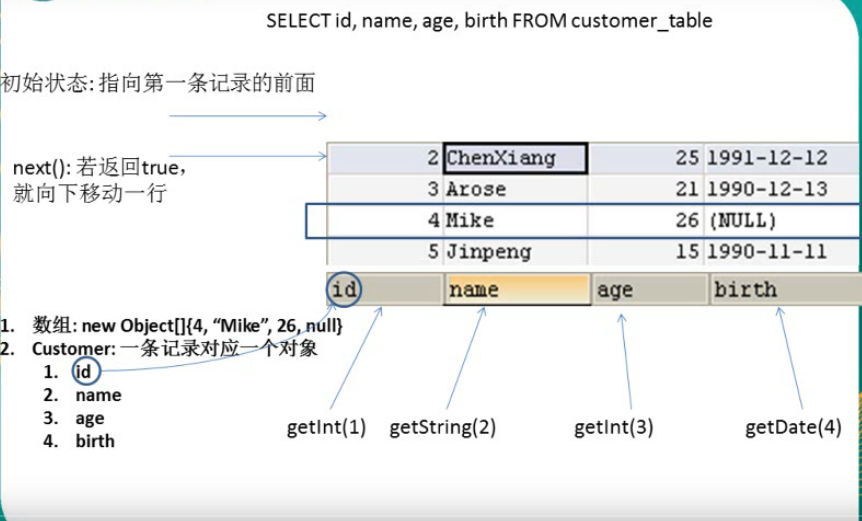 SELECT id, name, age, birth FROM customer_table
初始状态: 指向第一条记录的前面
next(): 若返回true，
就向下移动一行
2 ChenXiang 25 1991-12-12
3 Arose 21 1990-12-13
4 Mike 26 (NULL)
5 Jinpeng 15 1990-11-11
id name age birth
1. 数组: new Object[]{4, “Mike”, 26, null}
2. Customer: 一条记录对应一个对象
1. id
2. name
3. age
4. birth
getInt(1) getString(2) getInt(3) getDate(4)